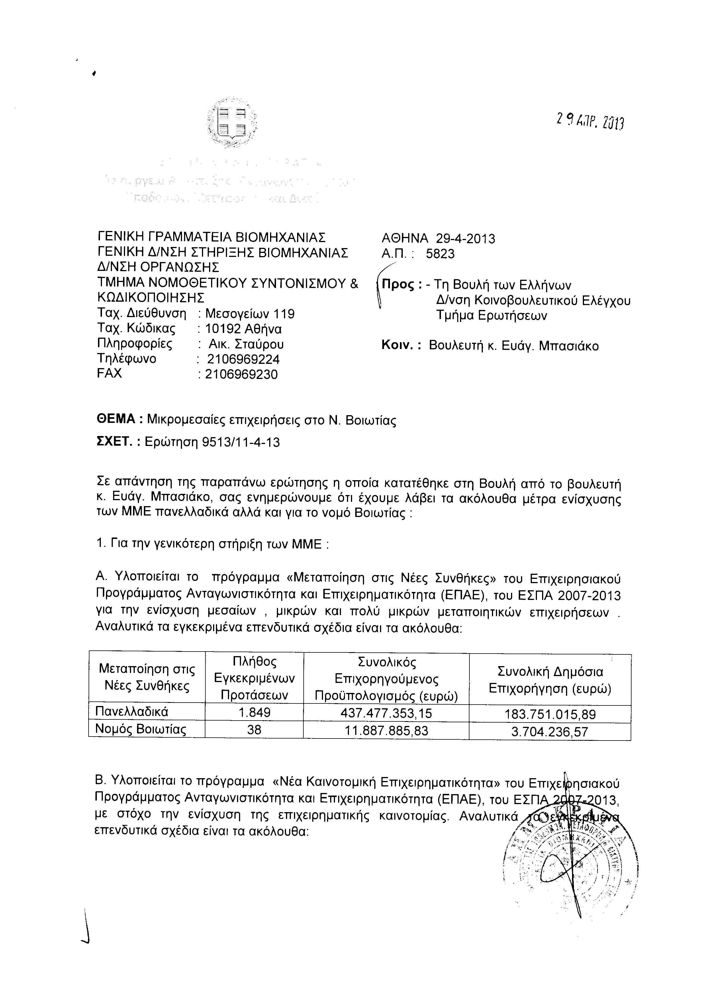 29 ΑΠΡ. 2013
ΓΕΝΙΚΗ ΓΡΑΜΜΑΤΕΙΑ ΒΙΟΜΗΧΑΝΙΑΣ
ΓΕΝΙΚΗ Δ/ΝΣΗ ΣΤΗΡΙΞΗΣ ΒΙΟΜΗΧΑΝΙΑΣ
Δ/ΝΣΗ ΟΡΓΑΝΩΣΗΣ
ΤΜΗΜΑ ΝΟΜΟΘΕΤΙΚΟΥ ΣΥΝΤΟΝΙΣΜΟΥ &
ΚΩΔΙΚΟΠΟΙΗΣΗΣ
Ταχ. Διεύθυνση : Μεσογείων 119
Ταχ. Κώδικας : 10192 Αθήνα
Πληροφορίες : Αικ. Σταύρου
Τηλέφωνο : 2106969224
FAX : 2106969230
ΑΘΗΝΑ 29-4-2013
Α.Π. : 5823
Προς : - Τη Βουλή των Ελλήνων
Δ/νση Κοινοβουλευτικού Ελέγχου
Τμήμα Ερωτήσεων
Κοιν. : Βουλευτή κ. Ευάγ. Μπασιάκο
ΘΕΜΑ : Μικρομεσαίες επιχειρήσεις στο Ν. Βοιωτίας
ΣΧΕΤ. : Ερώτηση 9513/11-4-13
Σε απάντηση της παραπάνω ερώτησης η οποία κατατέθηκε στη Βουλή από το βουλευτή
κ. Ευάγ. Μπασιάκο, σας ενημερώνουμε ότι έχουμε λάβει τα ακόλουθα μέτρα ενίσχυσης
των ΜΜΕ πανελλαδικά αλλά και για το νομό Βοιωτίας :
1. Για την γενικότερη στήριξη των ΜΜΕ :
Α. Υλοποιείται το πρόγραμμα «Μεταποίηση στις Νέες Συνθήκες» του Επιχειρησιακού
Προγράμματος Ανταγωνιστικότητα και Επιχειρηματικότητα (ΕΠΑΕ), του ΕΣΠΑ 2007-2013
για την ενίσχυση μεσαίων , μικρών και πολύ μικρών μεταποιητικών επιχειρήσεων .
Αναλυτικά τα εγκεκριμένα επενδυτικά σχέδια είναι τα ακόλουθα:
Μεταποίηση στις
Νέες Συνθήκες
Πλήθος
Εγκεκριμένων
Προτάσεων
Συνολικός
Επιχορηγούμενος
Προϋπολογισμός (ευρώ)
Συνολική Δημόσια
Επιχορήγηση (ευρώ)
Πανελλαδικά 1.849 437.477.353,15 183.751.015,89
Νομός Βοιωτίας 38 11.887.885,83 3.704.236,57
Β. Υλοποιείται το πρόγραμμα «Νέα Καινοτομική Επιχειρηματικότητα» του Επιχειρησιακού
Προγράμματος Ανταγωνιστικότητα και Επιχειρηματικότητα (ΕΠΑΕ), του ΕΣΠΑ 2007-2013,
με στόχο την ενίσχυση της επιχειρηματικής καινοτομίας. Αναλυτικά τα εγκεκριμένα
επενδυτικά σχέδια είναι τα ακόλουθα: